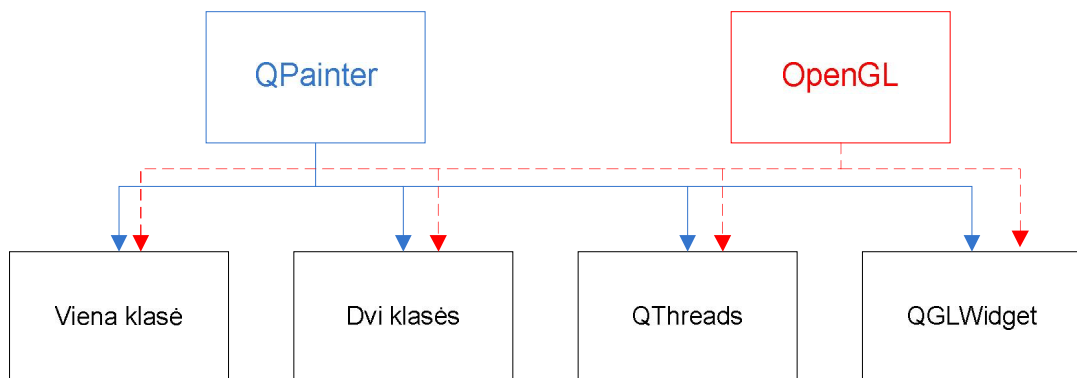 QPainter
OpenGL
Viena klasė
Dvi klasės
QThreads
QGLWidget